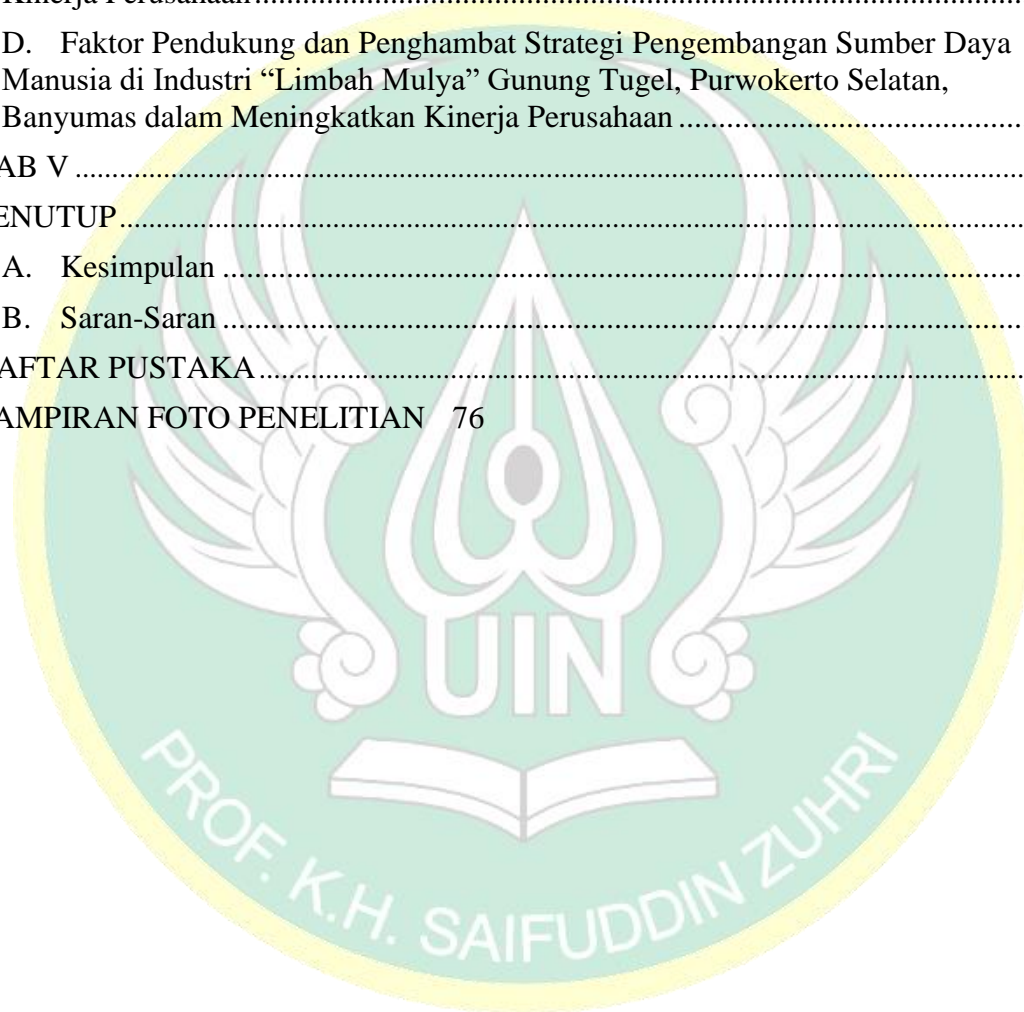 Kinerja Perusahaan
D. Faktor Pendukung dan Penghambat Strategi Pengembangan Sumber Daya
Manusia di Industri “Limbah Mulya” Gunung Tugel, Purwokerto Selatan,
Banyumas dalam Meningkatkan Kinerja Perusahaan
AB V
ENUTUP
A. Kesimpulan
B. Saran-Saran
AFTAR PUSTAKA
AMPIRAN FOTO PENELITIAN 76
UIN
PROF. K.H. SAIFUDDIN ZUHRI